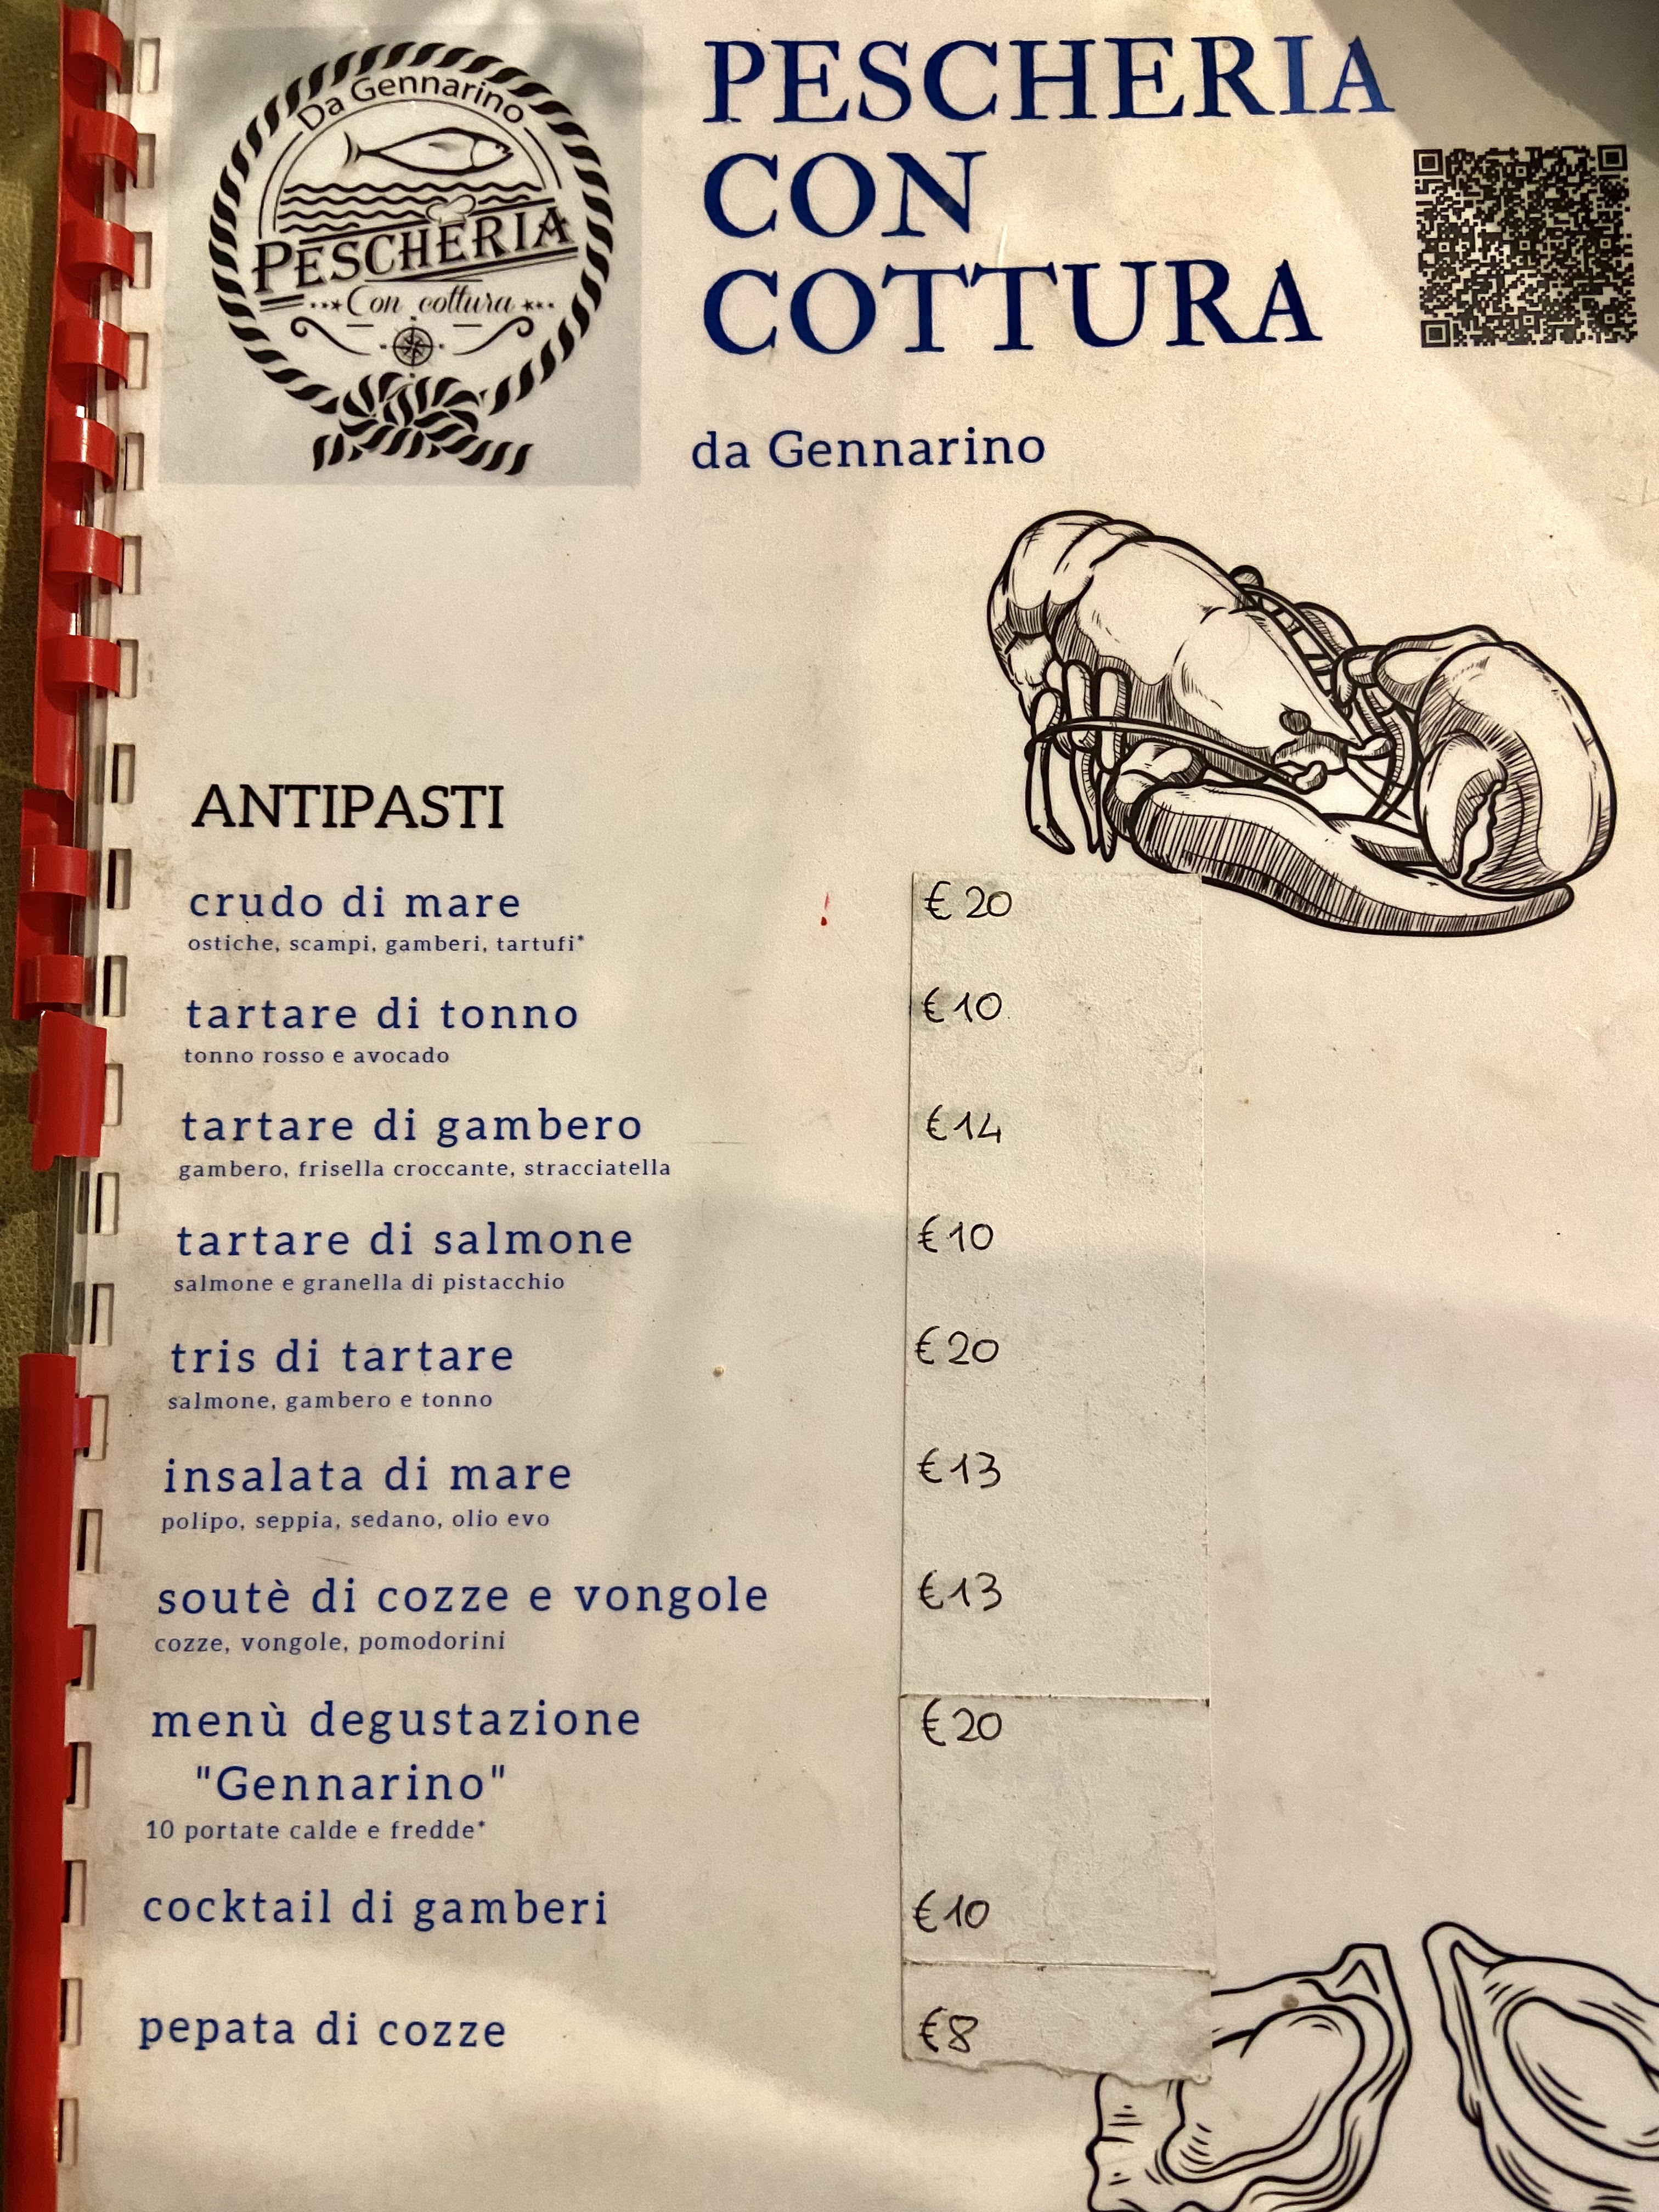 Da Gennarino
PESCHERIA
Con cottura
PESCHERIA
CON
COTTURA
da Gennarino
ANTIPASTI
crudo di mare € 20
ostiche, scampi, gamberi, tartufi*
tartare di tonno € 10
tonno rosso e avocado
tartare di gambero € 14
gambero, frisella croccante, stracciatella
tartare di salmone € 10
salmone e granella di pistacchio
tris di tartare € 20
salmone, gambero e tonno
insalata di mare € 13
polipo, seppia, sedano, olio evo
soutè di cozze e vongole € 13
cozze, vongole, pomodorini
menù degustazione € 20
"Gennarino"
10 portate calde e fredde*
cocktail di gamberi € 10
pepata di cozze € 8